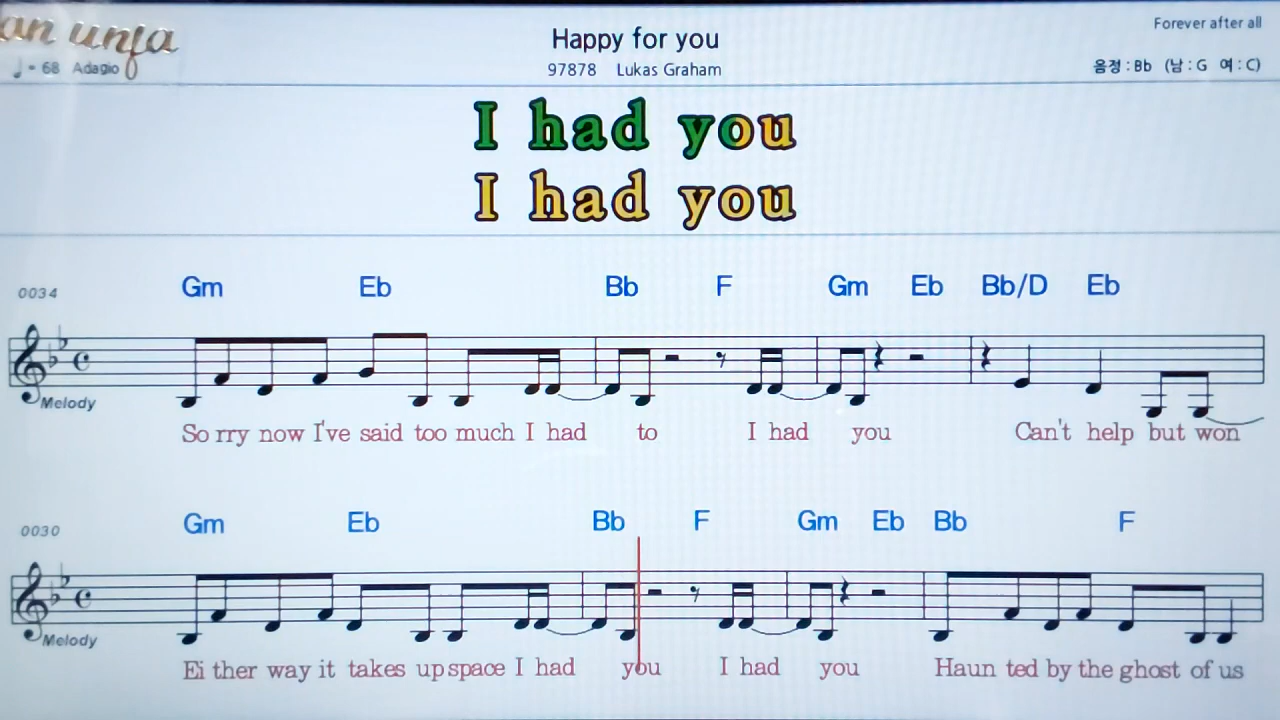 an unfa
Happy for you
Forever after all
♩ = 68 Adagio
97878 Lukas Graham
음정 : Bb (남 : G 여 : C)
I had you
I had you
0034 Gm Eb Bb F Gm Eb Bb/D Eb
Melody
So rry now I've said too much I had to I had you Can't help but won
0030 Gm Eb Bb F Gm Eb Bb F
Melody
Ei ther way it takes up space I had you I had you Haun ted by the ghost of us